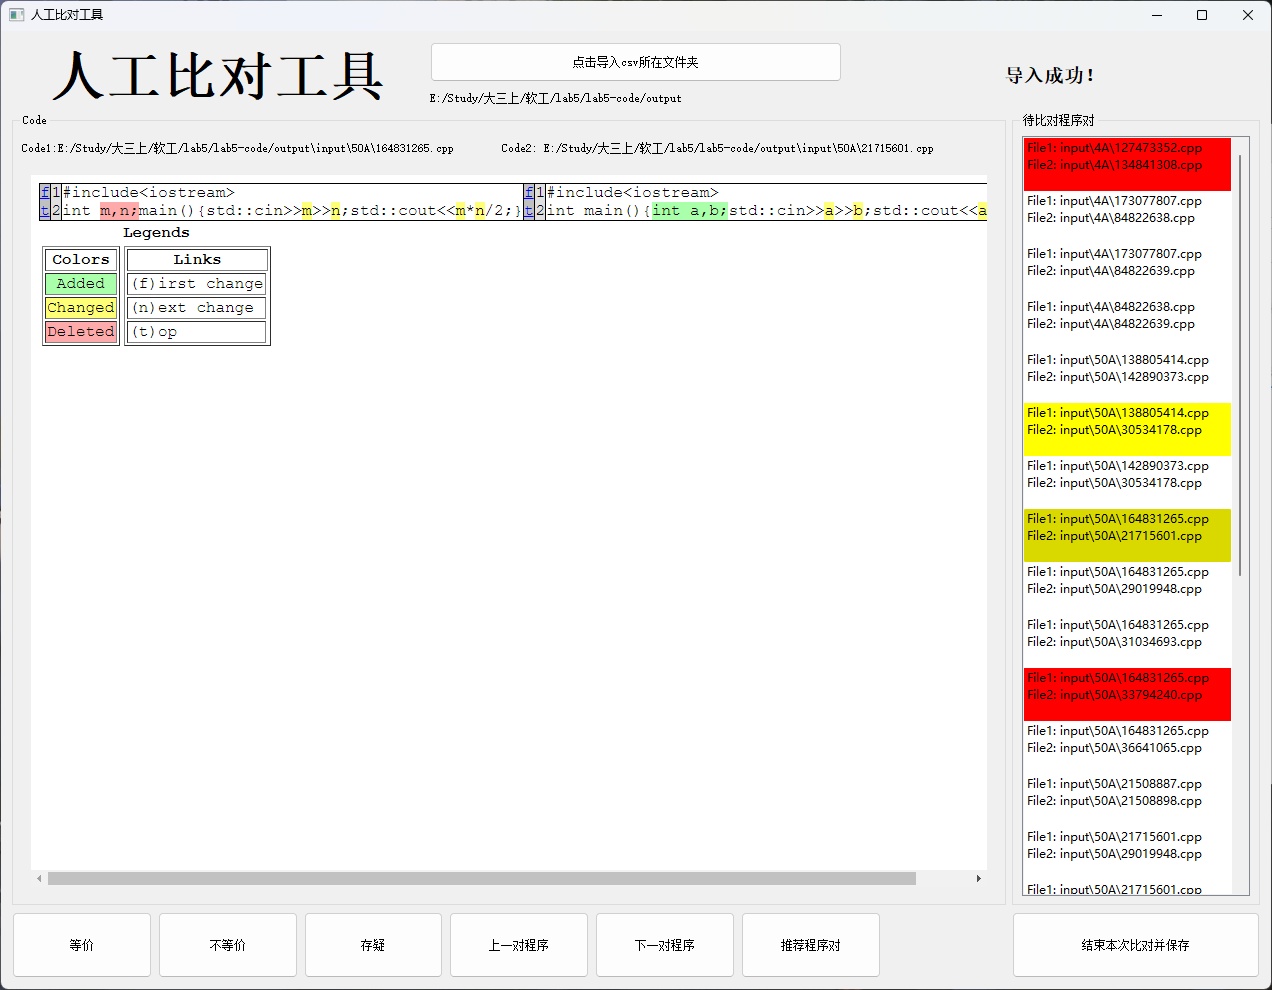 人工比对工具
人工比对工具
点击导入csv所在文件夹
E:/Study/大三上/软工/lab5/lab5-code/output
导入成功！
Code
Code1:E:/Study/大三上/软工/lab5/lab5-code/output\input\50A\164831265.cpp
Code2: E:/Study/大三上/软工/lab5/lab5-code/output\input\50A\21715601.cpp
f 1 #include<iostream>
t 2 int m,n;main(){std::cin>>m>>n;std::cout<<m*n/2;}
f 1 #include<iostream>
t 2 int main(){int a,b;std::cin>>a>>b;std::cout<<a
Legends
Colors
Added
Changed
Deleted
Links
(f)irst change
(n)ext change
(t)op
待比对程序对
File1: input\4A\127473352.cpp
File2: input\4A\134841308.cpp
File1: input\4A\173077807.cpp
File2: input\4A\84822638.cpp
File1: input\4A\173077807.cpp
File2: input\4A\84822639.cpp
File1: input\4A\84822638.cpp
File2: input\4A\84822639.cpp
File1: input\50A\138805414.cpp
File2: input\50A\142890373.cpp
File1: input\50A\138805414.cpp
File2: input\50A\30534178.cpp
File1: input\50A\142890373.cpp
File2: input\50A\30534178.cpp
File1: input\50A\164831265.cpp
File2: input\50A\21715601.cpp
File1: input\50A\164831265.cpp
File2: input\50A\29019948.cpp
File1: input\50A\164831265.cpp
File2: input\50A\31034693.cpp
File1: input\50A\164831265.cpp
File2: input\50A\33794240.cpp
File1: input\50A\164831265.cpp
File2: input\50A\36641065.cpp
File1: input\50A\21508887.cpp
File2: input\50A\21508898.cpp
File1: input\50A\21715601.cpp
File2: input\50A\29019948.cpp
File1: input\50A\21715601.cpp
等价
不等价
存疑
上一对程序
下一对程序
推荐程序对
结束本次比对并保存